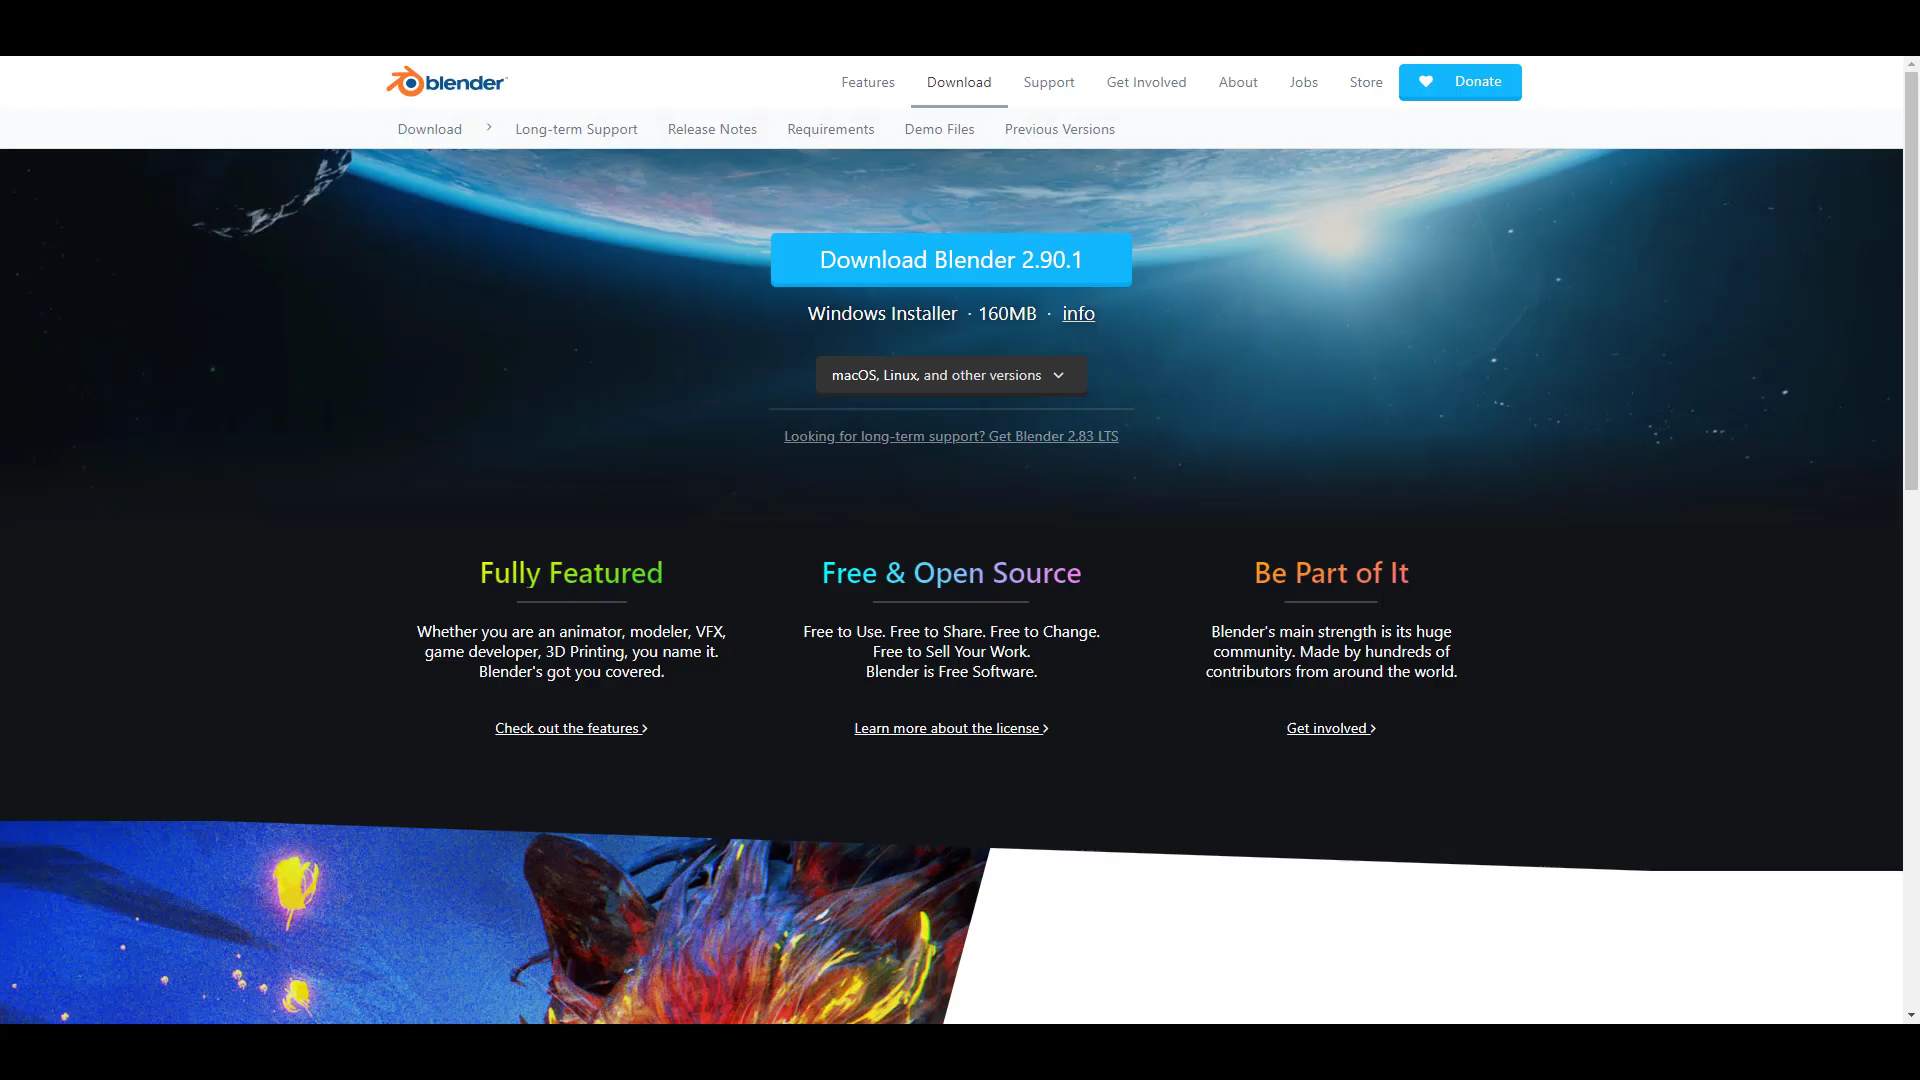 blender
Features Download Support Get Involved About Jobs Store Donate
Download > Long-term Support Release Notes Requirements Demo Files Previous Versions
Download Blender 2.90.1
Windows Installer · 160MB · info
macOS, Linux, and other versions
Looking for long-term support? Get Blender 2.83 LTS
Fully Featured
Whether you are an animator, modeler, VFX,
game developer, 3D Printing, you name it.
Blender's got you covered.
Check out the features >
Free & Open Source
Free to Use. Free to Share. Free to Change.
Free to Sell Your Work.
Blender is Free Software.
Learn more about the license >
Be Part of It
Blender's main strength is its huge
community. Made by hundreds of
contributors from around the world.
Get involved >